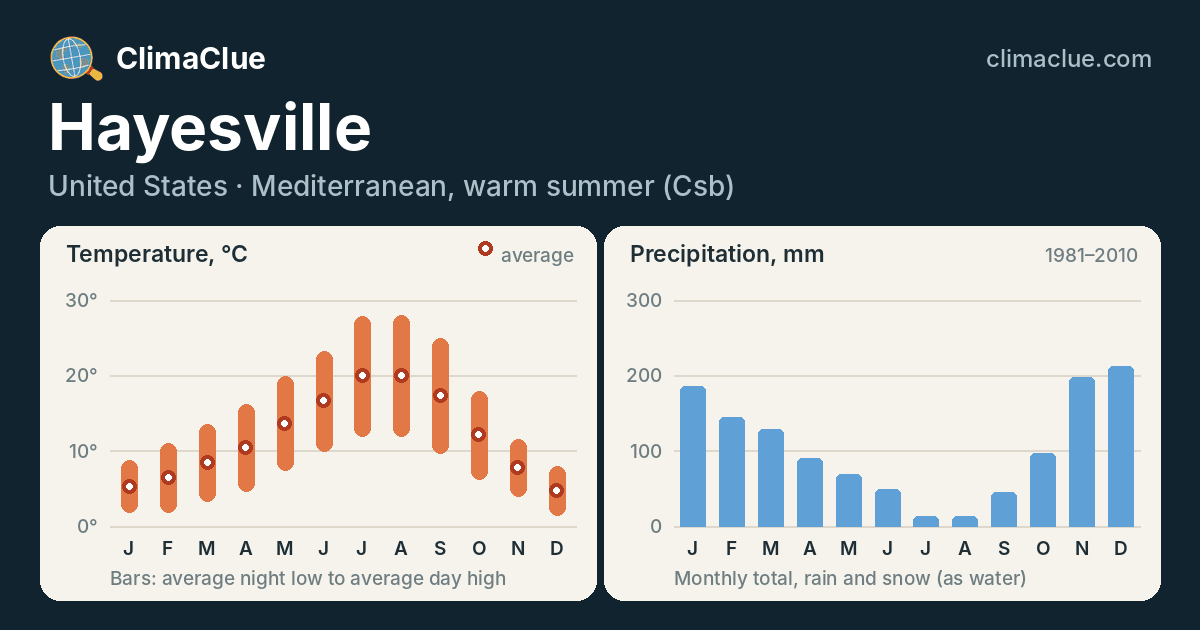 ClimaClue
climaclue.com
Hayesville
United States · Mediterranean, warm summer (Csb)
Temperature, °C
average
30°
20°
10°
0°
J F M A M J J A S O N D
Bars: average night low to average day high
Precipitation, mm
1981–2010
300
200
100
0
J F M A M J J A S O N D
Monthly total, rain and snow (as water)